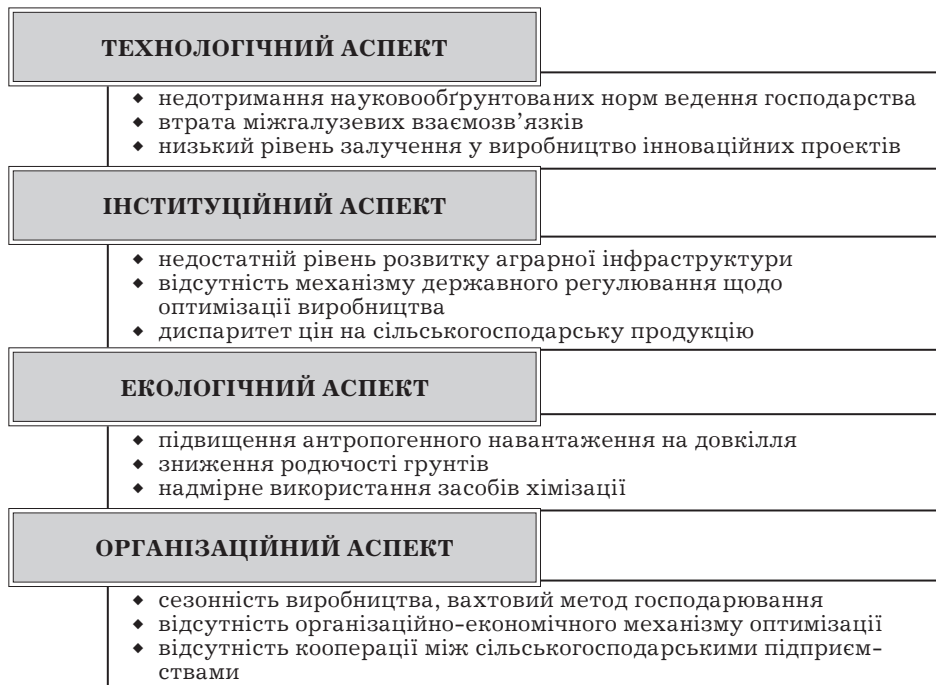 ТЕХНОЛОГІЧНИЙ АСПЕКТ
◆ недотримання науковообґрунтованих норм ведення господарства
◆ втрата міжгалузевих взаємозв’язків
◆ низький рівень залучення у виробництво інноваційних проектів
ІНСТИТУЦІЙНИЙ АСПЕКТ
◆ недостатній рівень розвитку аграрної інфраструктури
◆ відсутність механізму державного регулювання щодо
оптимізації виробництва
◆ диспаритет цін на сільськогосподарську продукцію
ЕКОЛОГІЧНИЙ АСПЕКТ
◆ підвищення антропогенного навантаження на довкілля
◆ зниження родючості грунтів
◆ надмірне використання засобів хімізації
ОРГАНІЗАЦІЙНИЙ АСПЕКТ
◆ сезонність виробництва, вахтовий метод господарювання
◆ відсутність організаційно-економічного механізму оптимізації
◆ відсутність кооперації між сільськогосподарськими підприєм-
ствами